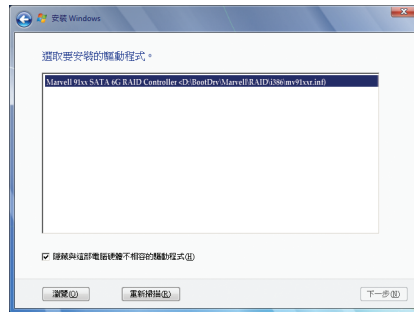 安裝 Windows
選取要安裝的驅動程式。
Marvell 91xx SATA 6G RAID Controller <D:\BootDrv\Marvell\RAID\i386\mv91xxr.inf)
隱藏與這部電腦硬體不相容的驅動程式(H)
瀏覽(O)
重新掃描(R)
下一步(N)